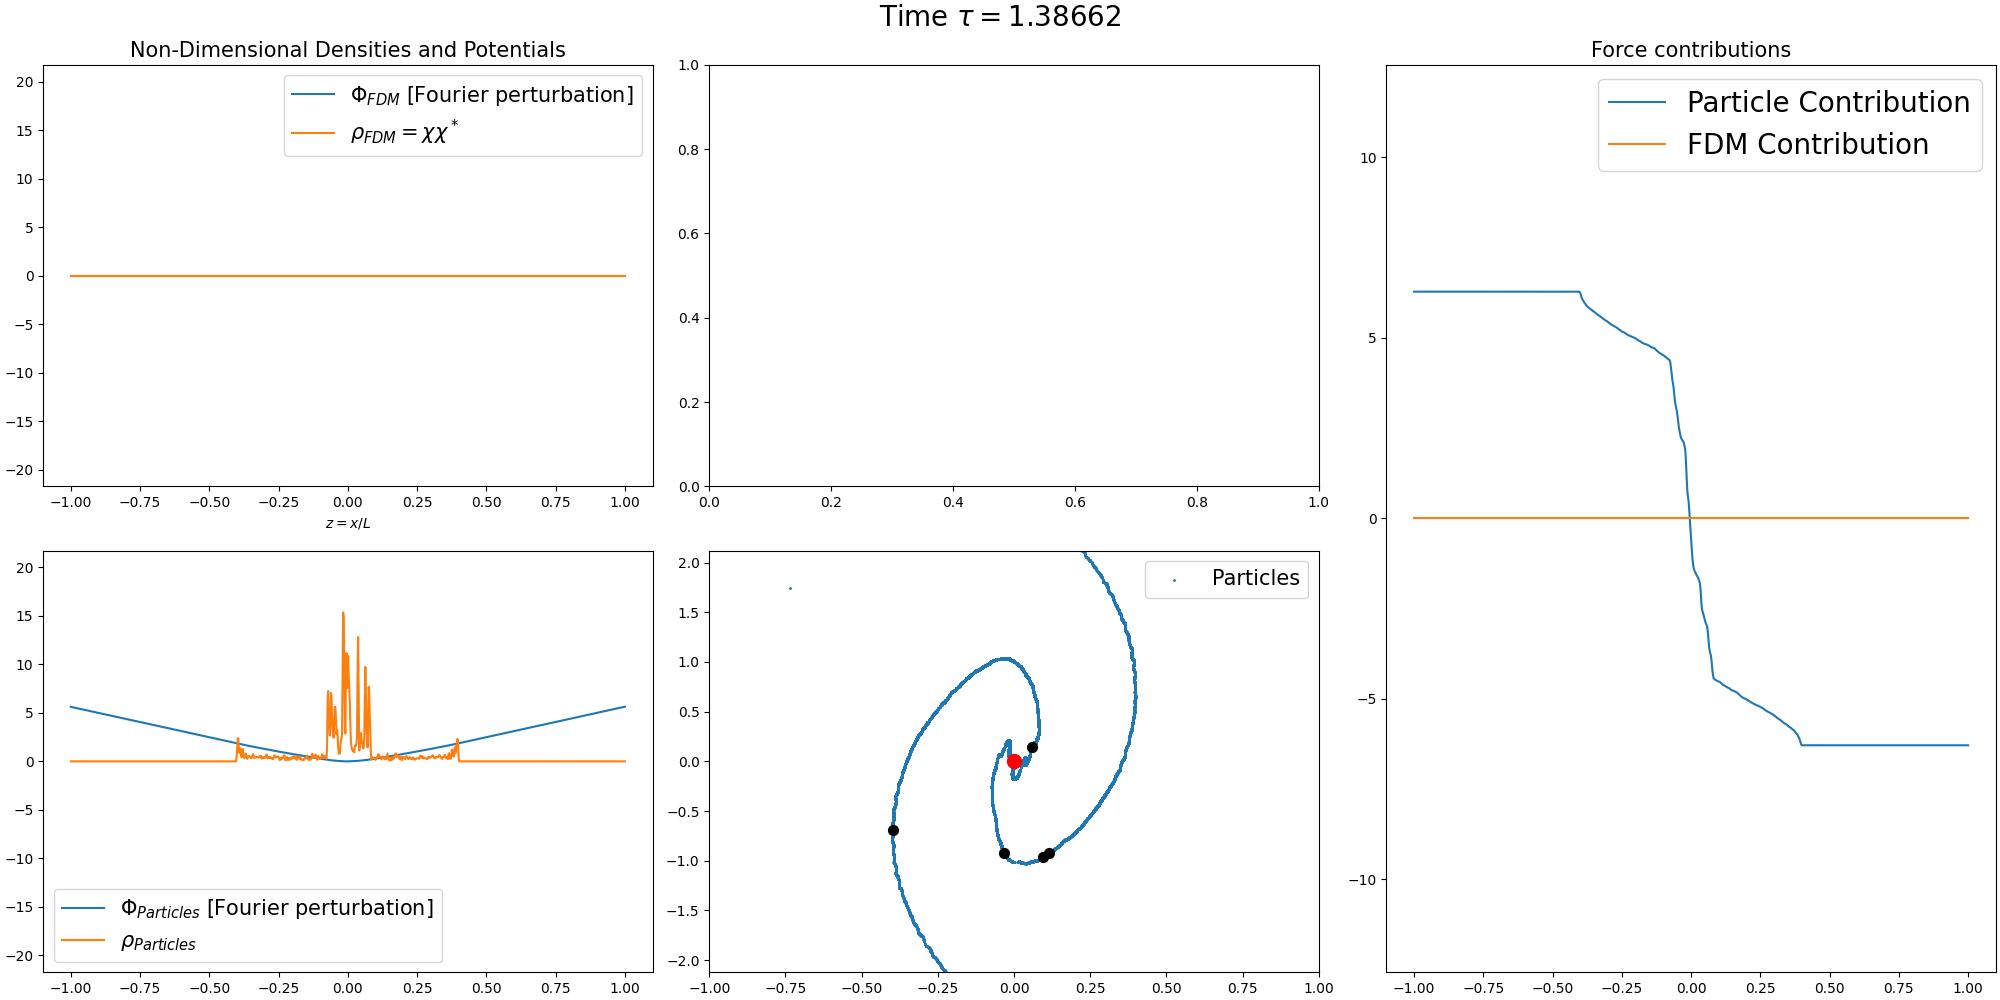 Time τ = 1.38662
Non-Dimensional Densities and Potentials
20
15
10
5
0
−5
−10
−15
−20
Φ_FDM [Fourier perturbation]
ρ_FDM = χχ*
−1.00 −0.75 −0.50 −0.25 0.00 0.25 0.50 0.75 1.00
z = x/L
1.0
0.8
0.6
0.4
0.2
0.0
0.0 0.2 0.4 0.6 0.8 1.0
Force contributions
Particle Contribution
FDM Contribution
10
5
0
−5
−10
−1.00 −0.75 −0.50 −0.25 0.00 0.25 0.50 0.75 1.00
20
15
10
5
0
−5
−10
−15
−20
Φ_Particles [Fourier perturbation]
ρ_Particles
−1.00 −0.75 −0.50 −0.25 0.00 0.25 0.50 0.75 1.00
Particles
2.0
1.5
1.0
0.5
0.0
−0.5
−1.0
−1.5
−2.0
−1.00 −0.75 −0.50 −0.25 0.00 0.25 0.50 0.75 1.00